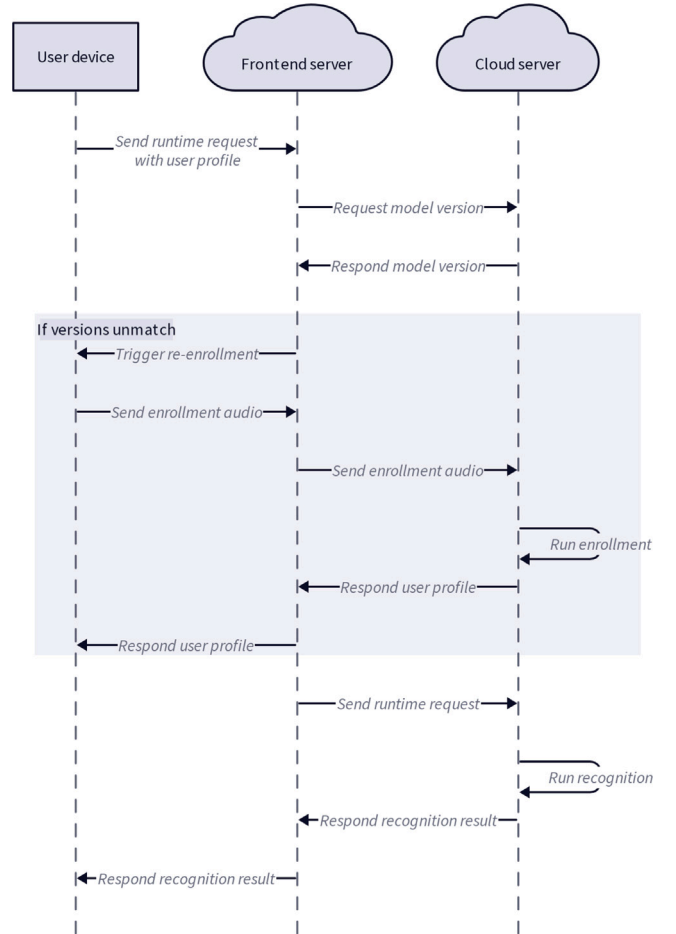 User device
Frontend server
Cloud server
Send runtime request
with user profile
Request model version
Respond model version
If versions unmatch
Trigger re-enrollment
Send enrollment audio
Send enrollment audio
Run enrollment
Respond user profile
Respond user profile
Send runtime request
Run recognition
Respond recognition result
Respond recognition result